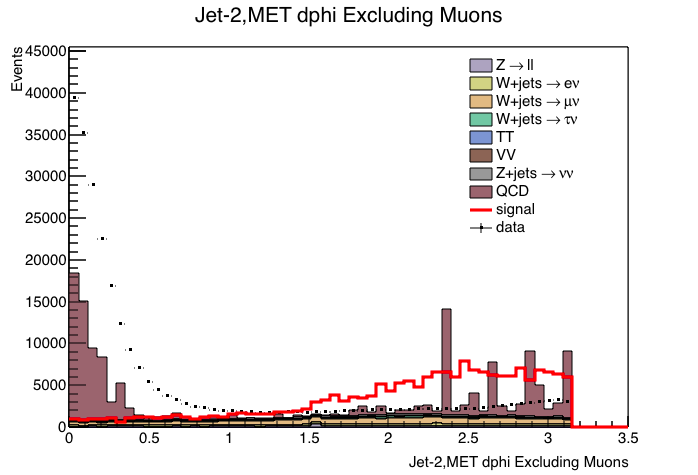 Jet-2,MET dphi Excluding Muons
Events
45000
40000
35000
30000
25000
20000
15000
10000
5000
0
Z → ll
W+jets → eν
W+jets → μν
W+jets → τν
TT
VV
Z+jets → νν
QCD
signal
data
0 0.5 1 1.5 2 2.5 3 3.5
Jet-2,MET dphi Excluding Muons